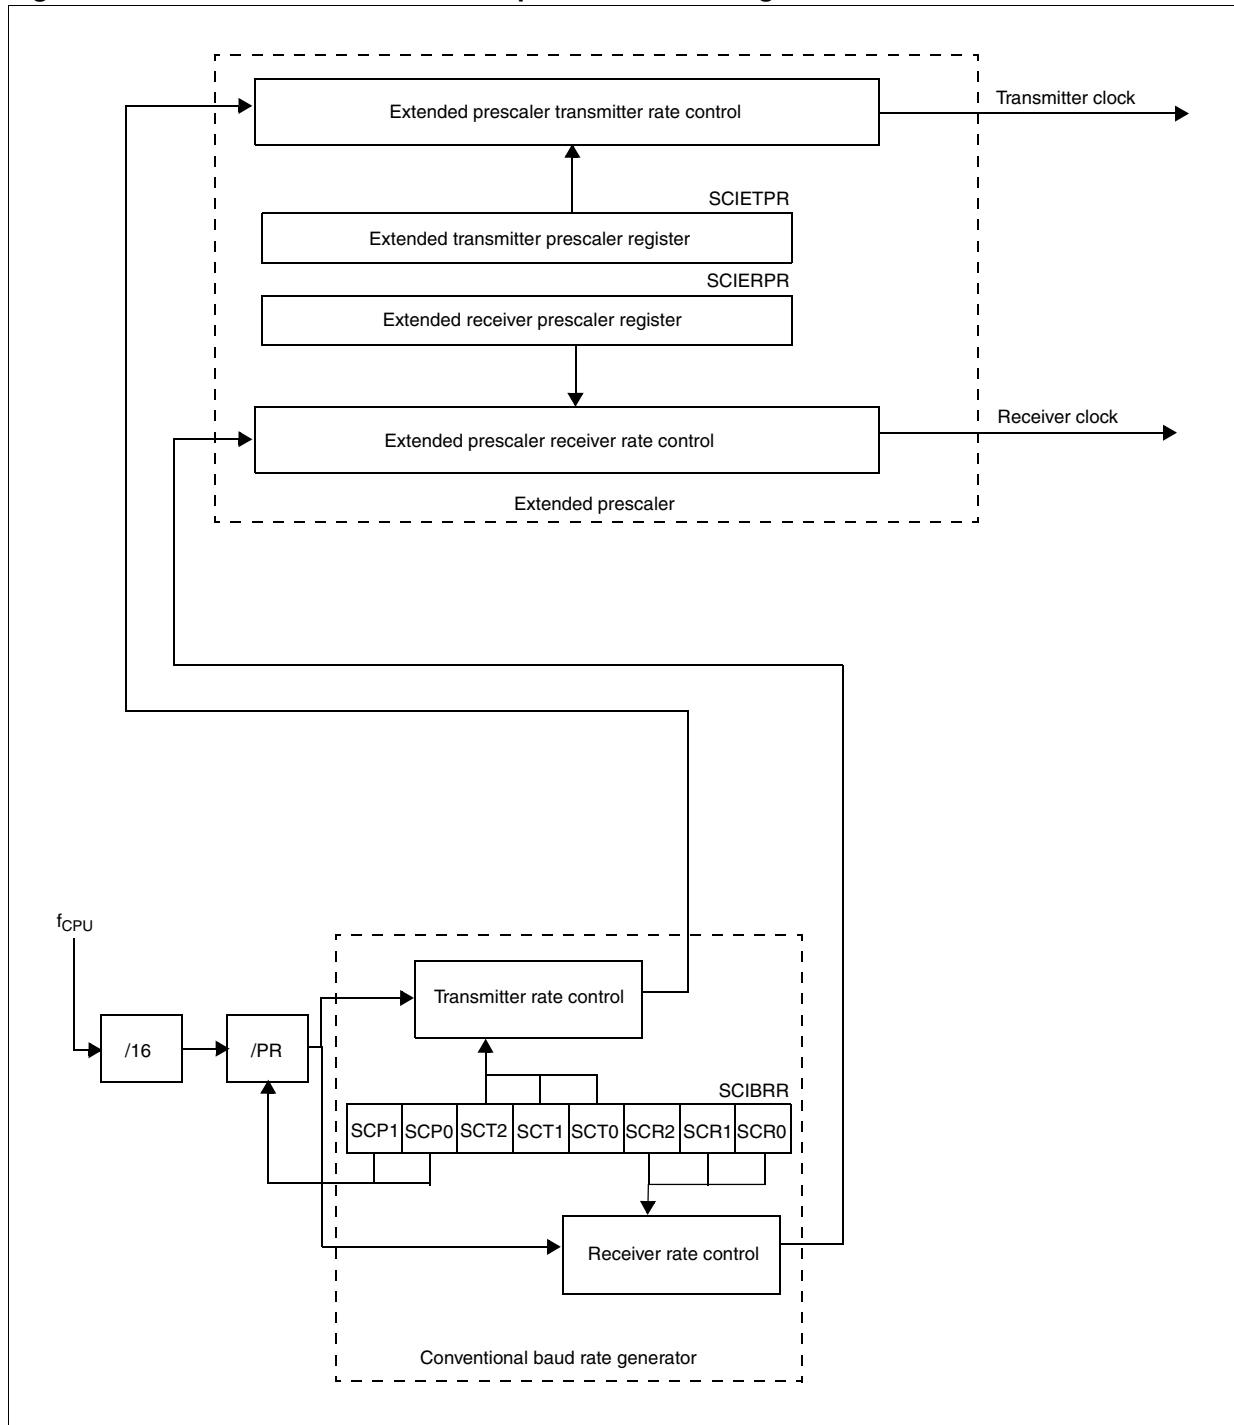 Extended prescaler transmitter rate control
Transmitter clock
SCIETPR
Extended transmitter prescaler register
SCIERPR
Extended receiver prescaler register
Extended prescaler receiver rate control
Receiver clock
Extended prescaler
fCPU
Transmitter rate control
/16
/PR
SCIBRR
SCP1 SCP0 SCT2 SCT1 SCT0 SCR2 SCR1 SCR0
Receiver rate control
Conventional baud rate generator